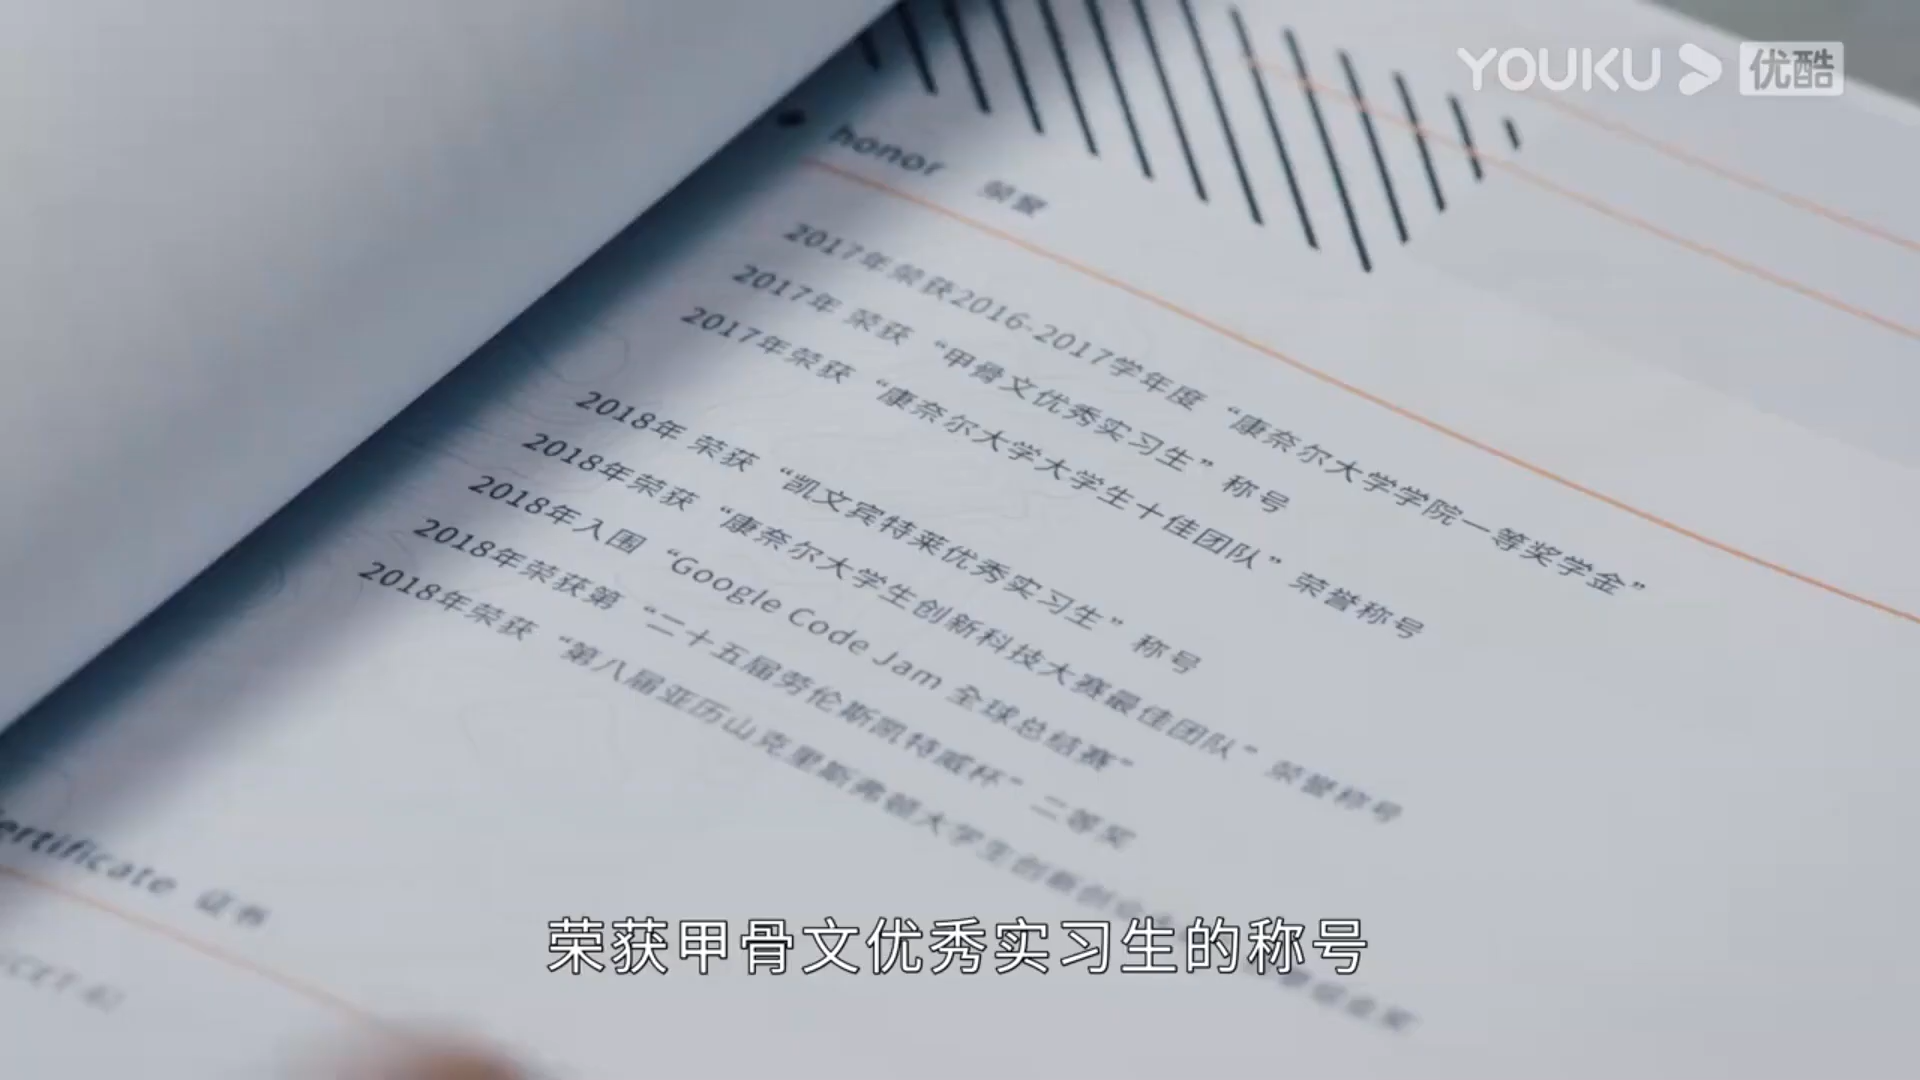 YOUKU 优酷
honor 荣誉
2017年荣获2016-2017学年度“康奈尔大学学院一等奖学金”
2017年 荣获“甲骨文优秀实习生”称号
2017年荣获“康奈尔大学大学生十佳团队”荣誉称号
2018年 荣获“凯文宾特莱优秀实习生”称号
2018年荣获“康奈尔大学生创新科技大赛最佳团队”荣誉称号
2018年入围“Google Code Jam 全球总结赛”
2018年荣获第“二十五届劳伦斯凯特威杯”二等奖
2018年荣获“第八届亚历山克里斯弗顿大学生创新创业
ertificate 证书
荣获甲骨文优秀实习生的称号